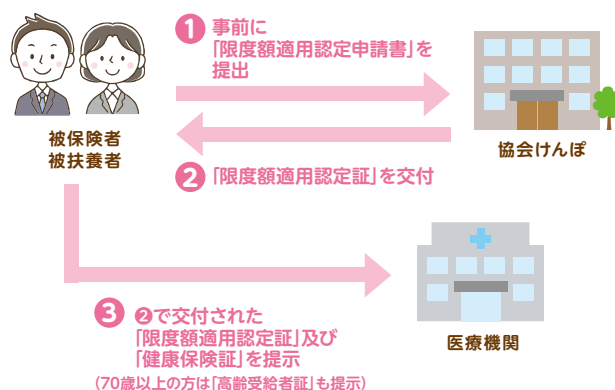 ❶ 事前に
「限度額適用認定申請書」を
提出
被保険者
被扶養者
協会けんぽ
❷ 「限度額適用認定証」を交付
❸ ❷で交付された
「限度額適用認定証」及び
「健康保険証」を提示
(70歳以上の方は「高齢受給者証」も提示)
医療機関